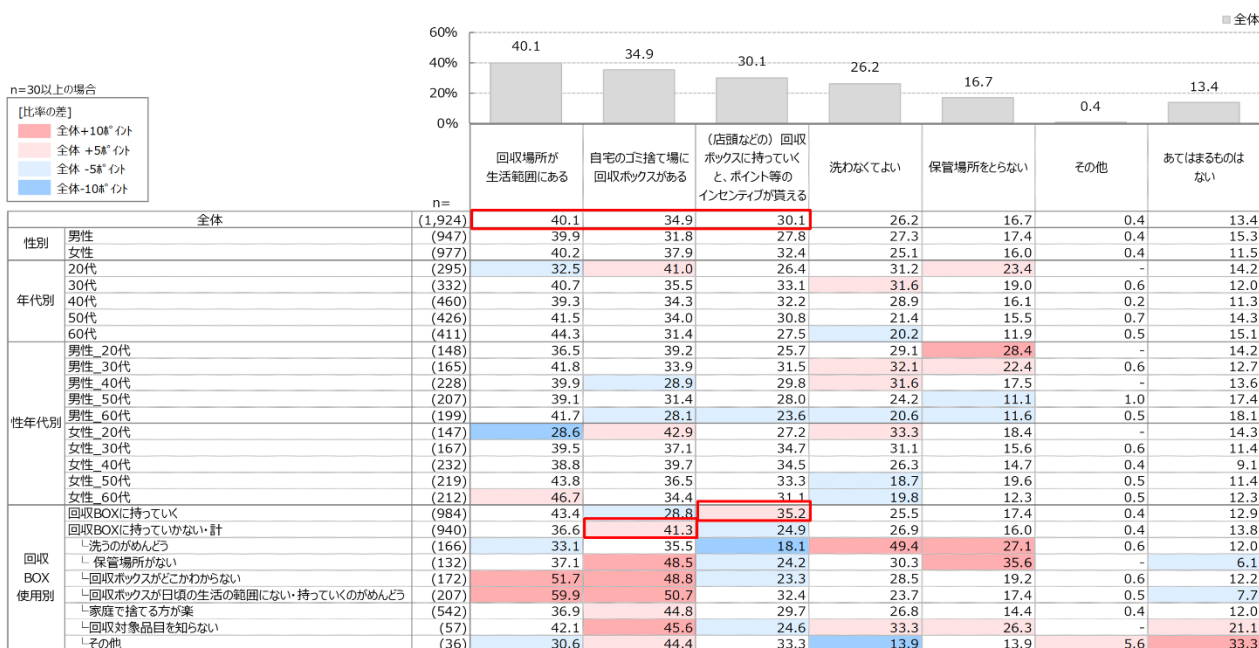 全体
60%
40%
20%
0%
40.1
34.9
30.1
26.2
16.7
0.4
13.4
n=30以上の場合
[比率の差]
全体+10ポイント
全体 +5ポイント
全体 -5ポイント
全体-10ポイント
n=
回収場所が
生活範囲にある
自宅のゴミ捨て場に
回収ボックスがある
(店頭などの) 回収
ボックスに持っていく
と、ポイント等の
インセンティブが貰える
洗わなくてよい
保管場所をとらない
その他
あてはまるものは
ない
全体 (1,924) 40.1 34.9 30.1 26.2 16.7 0.4 13.4
性別
男性 (947) 39.9 31.8 27.8 27.3 17.4 0.4 15.3
女性 (977) 40.2 37.9 32.4 25.1 16.0 0.4 11.5
年代別
20代 (295) 32.5 41.0 26.4 31.2 23.4 - 14.2
30代 (332) 40.7 35.5 33.1 31.6 19.0 0.6 12.0
40代 (460) 39.3 34.3 32.2 28.9 16.1 0.2 11.3
50代 (426) 41.5 34.0 30.8 21.4 15.5 0.7 14.3
60代 (411) 44.3 31.4 27.5 20.2 11.9 0.5 15.1
性年代別
男性_20代 (148) 36.5 39.2 25.7 29.1 28.4 - 14.2
男性_30代 (165) 41.8 33.9 31.5 32.1 22.4 0.6 12.7
男性_40代 (228) 39.9 28.9 29.8 31.6 17.5 - 13.6
男性_50代 (207) 39.1 31.4 28.0 24.2 11.1 1.0 17.4
男性_60代 (199) 41.7 28.1 23.6 20.6 11.6 0.5 18.1
女性_20代 (147) 28.6 42.9 27.2 33.3 18.4 - 14.3
女性_30代 (167) 39.5 37.1 34.7 31.1 15.6 0.6 11.4
女性_40代 (232) 38.8 39.7 34.5 26.3 14.7 0.4 9.1
女性_50代 (219) 43.8 36.5 33.3 18.7 19.6 0.5 11.4
女性_60代 (212) 46.7 34.4 31.1 19.8 12.3 0.5 12.3
回収
BOX
使用別
回収BOXに持っていく (984) 43.4 28.8 35.2 25.5 17.4 0.4 12.9
回収BOXに持っていかない・計 (940) 36.6 41.3 24.9 26.9 16.0 0.4 13.8
└洗うのがめんどう (166) 33.1 35.5 18.1 49.4 27.1 0.6 12.0
└ 保管場所がない (132) 37.1 48.5 24.2 30.3 35.6 - 6.1
└回収ボックスがどこかわからない (172) 51.7 48.8 23.3 28.5 19.2 0.6 12.2
└回収ボックスが日頃の生活の範囲にない・持っていくのがめんどう (207) 59.9 50.7 32.4 23.7 17.4 0.5 7.7
└家庭で捨てる方が楽 (542) 36.9 44.8 29.7 26.8 14.4 0.4 12.0
└回収対象品目を知らない (57) 42.1 45.6 24.6 33.3 26.3 - 21.1
└その他 (36) 30.6 44.4 33.3 13.9 13.9 5.6 33.3